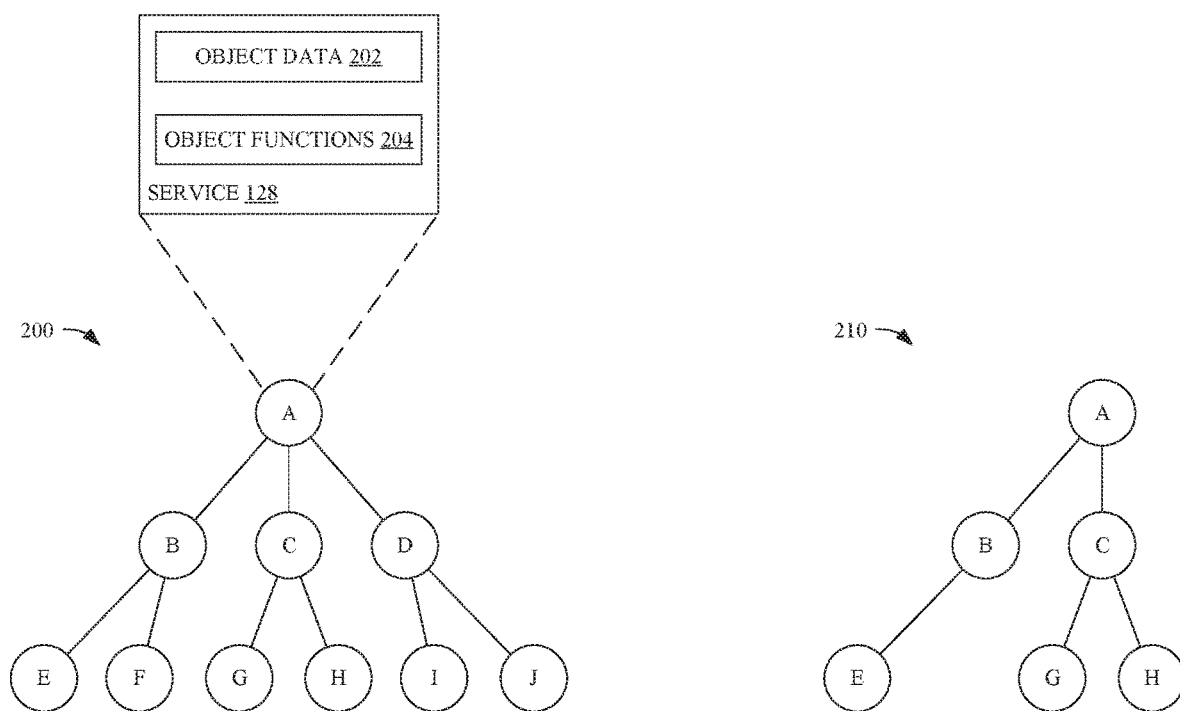 OBJECT DATA 202
OBJECT FUNCTIONS 204
SERVICE 128
200
210
A
A
B
C
D
B
C
E
F
G
H
I
J
E
G
H